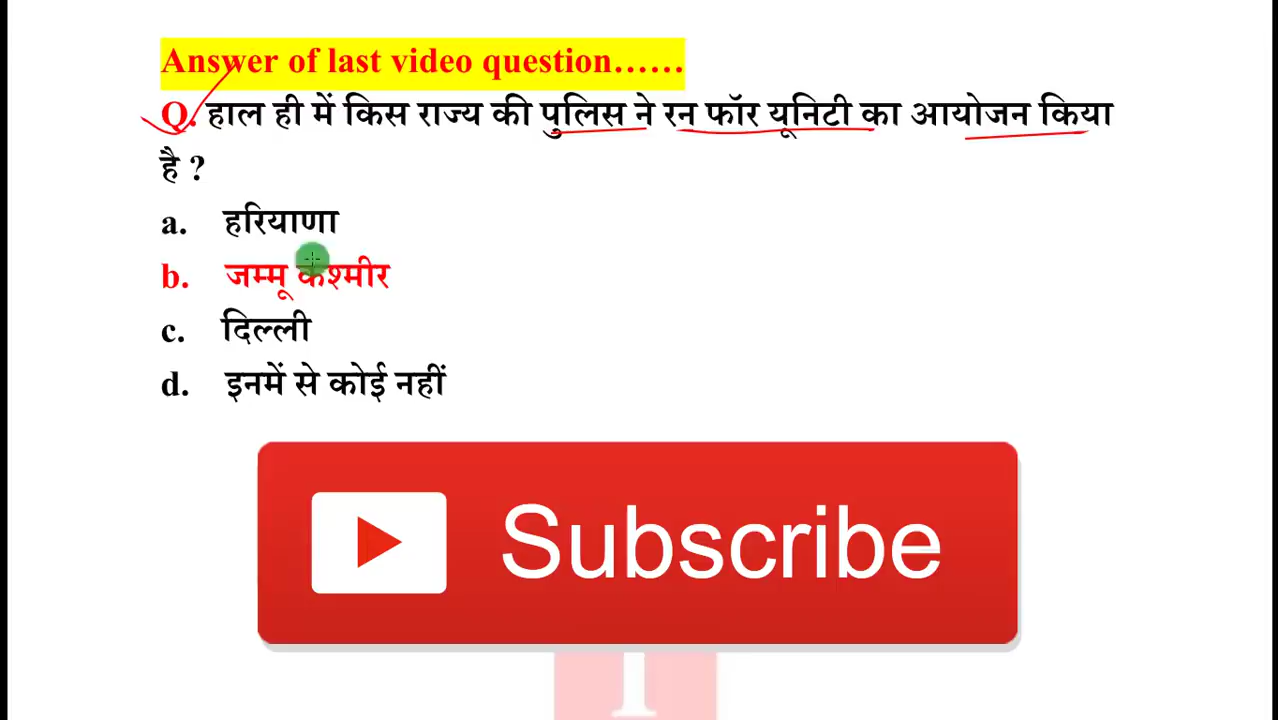 Answer of last video question......
Q. हाल ही में किस राज्य की पुलिस ने रन फॉर यूनिटी का आयोजन किया
है ?
a. हरियाणा
b. जम्मू कश्मीर
c. दिल्ली
d. इनमें से कोई नहीं
Subscribe